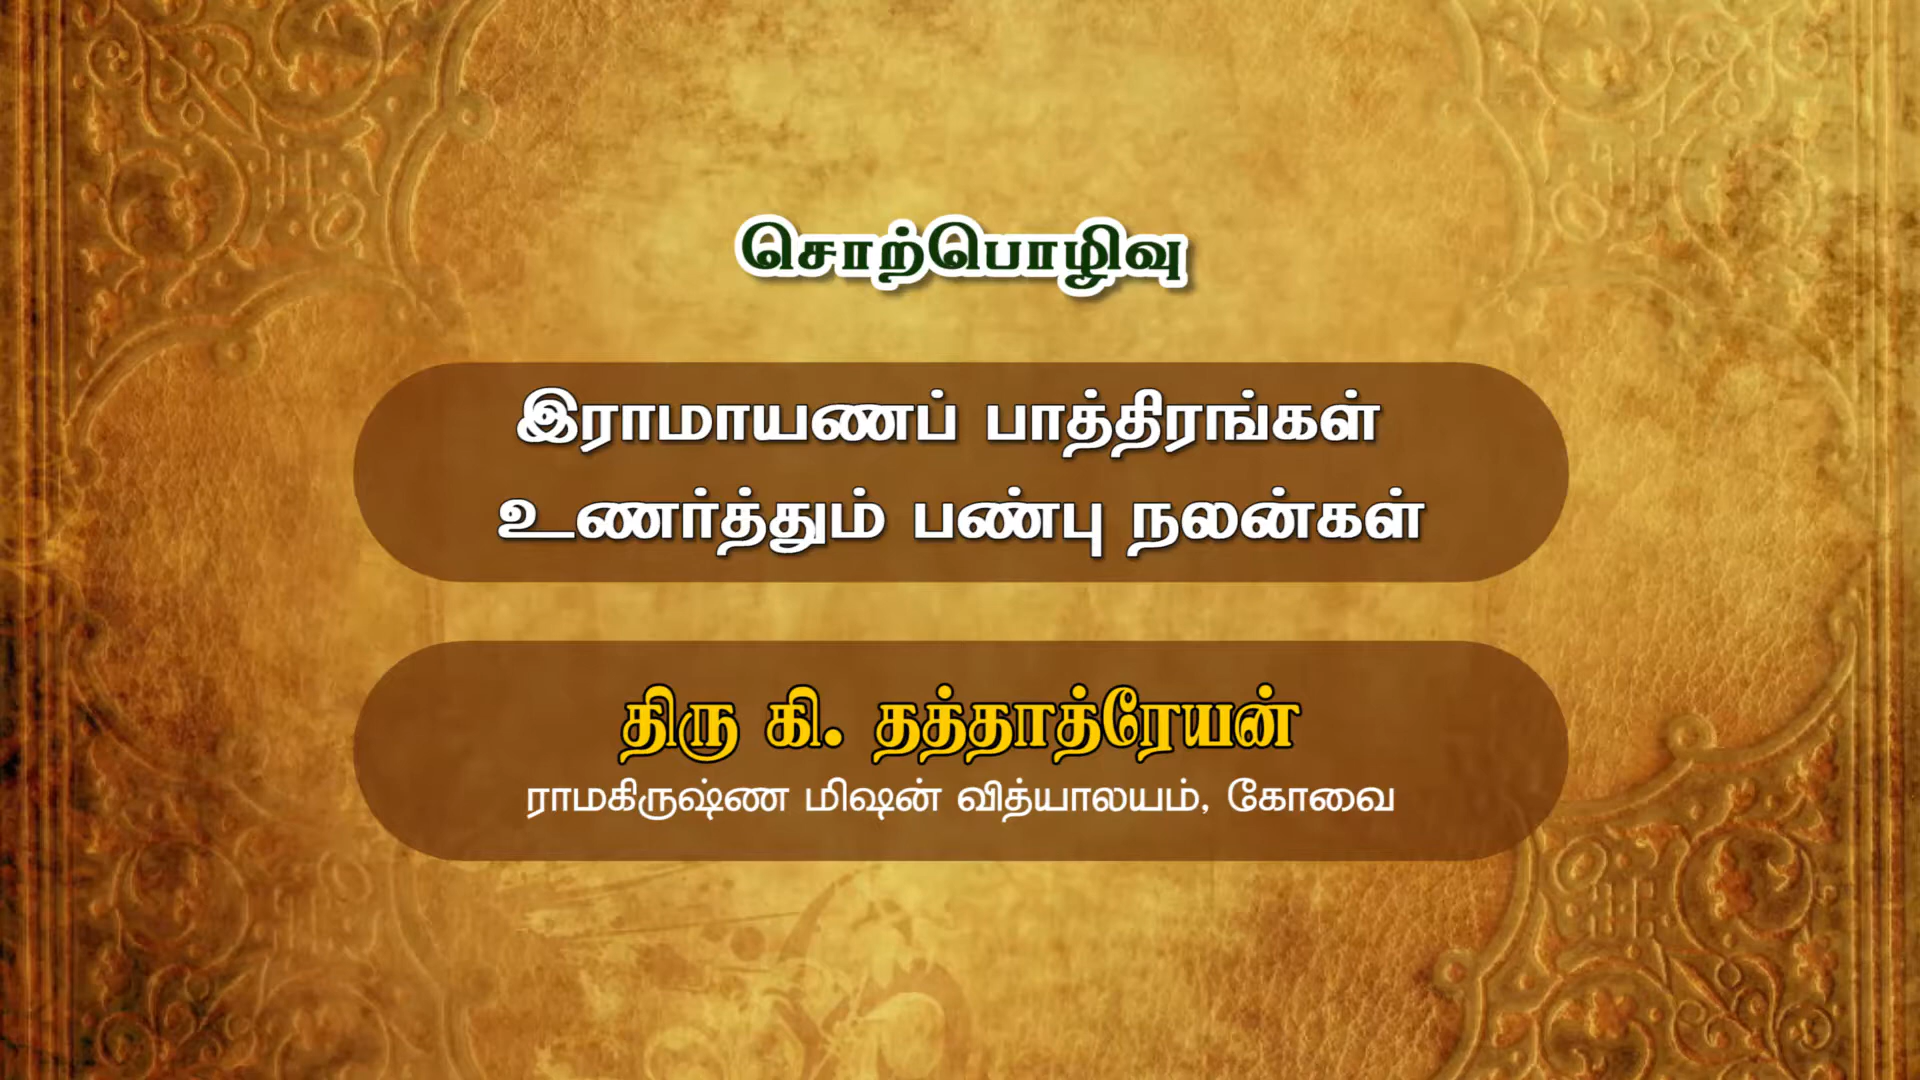 சொற்பொழிவு
இராமாயணப் பாத்திரங்கள்
உணர்த்தும் பண்பு நலன்கள்
திரு கி. தத்தாத்ரேயன்
ராமகிருஷ்ண மிஷன் வித்யாலயம், கோவை